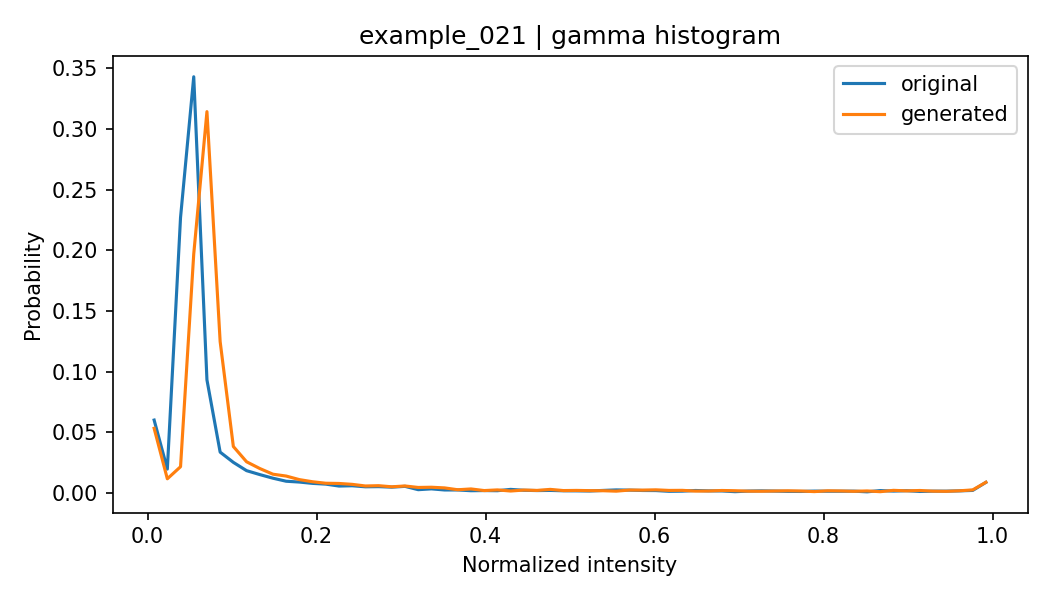 example_021 | gamma histogram
original
generated
Probability
0.35
0.30
0.25
0.20
0.15
0.10
0.05
0.00
0.0 0.2 0.4 0.6 0.8 1.0
Normalized intensity